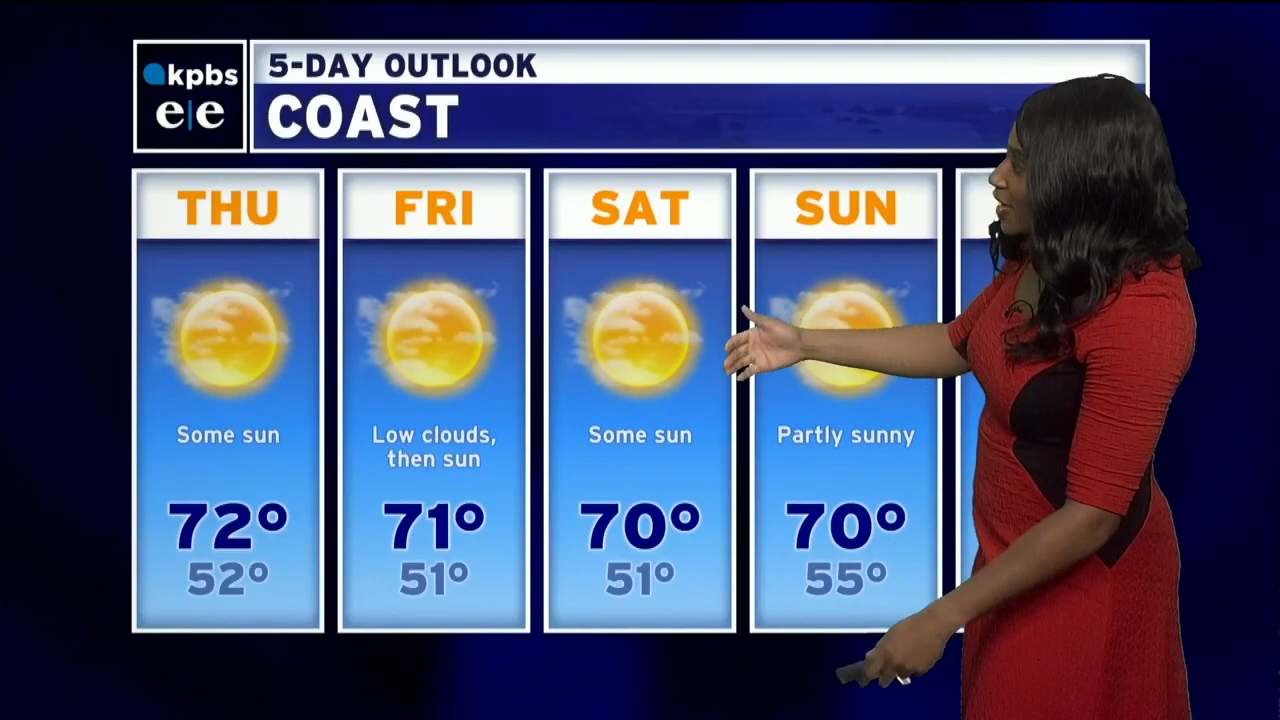 kpbs
e|e
5-DAY OUTLOOK
COAST
THU
FRI
SAT
SUN
Some sun
Low clouds,
then sun
Some sun
Partly sunny
72°
71°
70°
70°
52°
51°
51°
55°